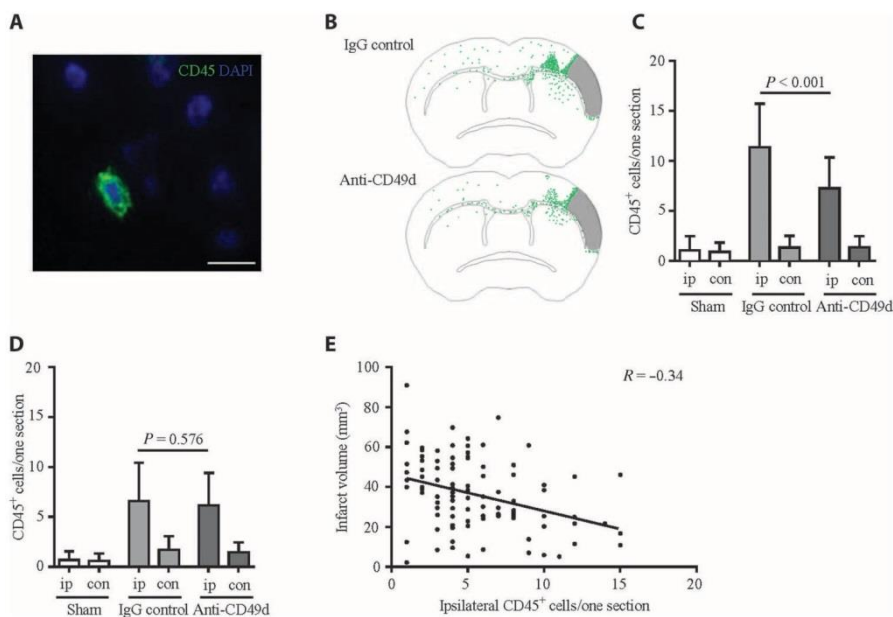 A
CD45 DAPI
B
IgG control
Anti-CD49d
C
CD45⁺ cells/one section
20
15
10
5
0
P < 0.001
ip con ip con ip con
Sham IgG control Anti-CD49d
D
CD45⁺ cells/one section
20
15
10
5
0
P = 0.576
ip con ip con ip con
Sham IgG control Anti-CD49d
E
Infarct volume (mm³)
100
80
60
40
20
0
R = –0.34
0 5 10 15 20
Ipsilateral CD45⁺ cells/one section